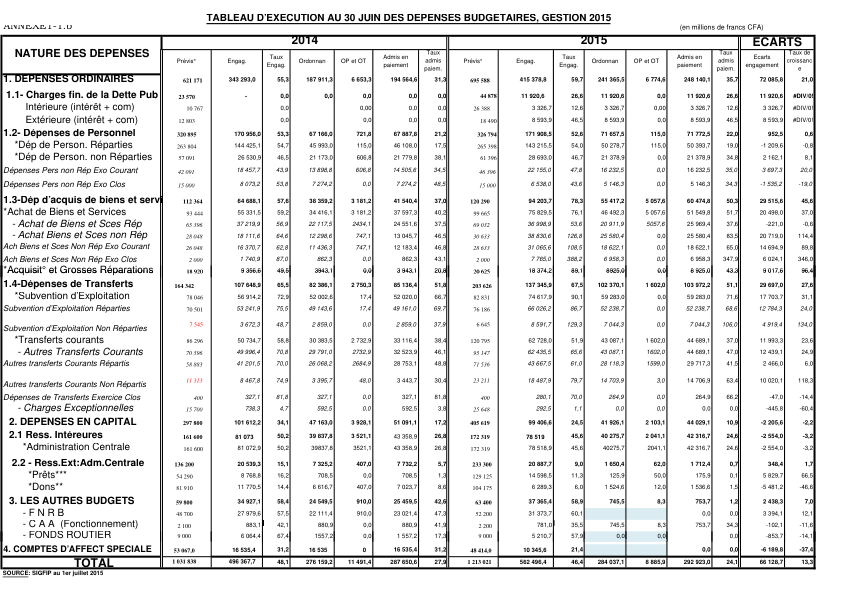 TABLEAU D'EXECUTION AU 30 JUIN DES DEPENSES BUDGETAIRES, GESTION 2015
ANNEXE1-1.b (en millions de francs CFA)
NATURE DES DEPENSES 2014 2015 ECARTS
Prévis° Engag. Taux Engag. Ordonnan OP et OT Admis en paiement Taux admis paiem. Prévis° Engag. Taux Engag. Ordonnan OP et OT Admis en paiement Taux admis paiem. Ecarts engagement Taux de croissance
1. DEPENSES ORDINAIRES 621 171 343 293,0 55,3 187 911,3 6 653,3 194 564,6 31,3 695 588 415 378,8 59,7 241 365,5 6 774,6 248 140,1 35,7 72 085,8 21,0
1.1- Charges fin. de la Dette Pub 23 570 - 0,0 0,0 0,0 44 878 11 920,6 26,6 11 920,6 0,0 11 920,6 26,6 11 920,6 #DIV/0!
Intérieure (intérêt + com) 10 767 0,0 0,00 0,0 26 388 3 326,7 12,6 3 326,7 0,00 3 326,7 12,6 3 326,7 #DIV/0!
Extérieure (intérêt + com) 12 803 0,0 0,0 0,0 18 490 8 593,9 46,5 8 593,9 0,0 8 593,9 46,5 8 593,9 #DIV/0!
1.2- Dépenses de Personnel 320 895 170 956,0 53,3 67 166,0 721,8 67 887,8 21,2 326 794 171 908,5 52,6 71 657,5 115,0 71 772,5 22,0 952,5 0,6
*Dép de Person. Réparties 263 804 144 425,1 54,7 45 993,0 115,0 46 108,0 17,5 265 398 143 215,5 54,0 50 278,7 115,0 50 393,7 19,0 -1 209,6 -0,8
*Dép de Person. non Réparties 57 091 26 530,9 46,5 21 173,0 606,8 21 779,8 38,1 61 396 28 693,0 46,7 21 378,9 0,0 21 378,9 34,8 2 162,1 8,1
Dépenses Pers non Rép Exo Courant 42 091 18 457,7 43,9 13 898,8 606,8 14 505,6 34,5 46 396 22 155,0 47,8 16 232,5 0,0 16 232,5 35,0 3 697,3 20,0
Dépenses Pers non Rép Exo Clos 15 000 8 073,2 53,8 7 274,2 0,0 7 274,2 48,5 15 000 6 538,0 43,6 5 146,3 0,0 5 146,3 34,3 -1 535,2 -19,0
1.3-Dép d'acquis de biens et servi 112 364 64 688,1 57,6 38 359,2 3 181,2 41 540,4 37,0 120 290 94 203,7 78,3 55 417,2 5 057,6 60 474,8 50,3 29 515,6 45,6
*Achat de Biens et Services 93 444 55 331,5 59,2 34 416,1 3 181,2 37 597,3 40,2 99 665 75 829,5 76,1 46 492,3 5 057,6 51 549,8 51,7 20 498,0 37,0
- Achat de Biens et Sces Rép 65 396 37 219,9 56,9 22 117,5 2434,1 24 551,6 37,5 69 032 36 998,9 53,6 20 911,9 5057,6 25 969,4 37,6 -221,0 -0,6
- Achat de Biens et Sces non Rép 28 048 18 111,6 64,6 12 298,6 747,1 13 045,7 46,5 30 633 38 830,6 126,8 25 580,4 0,0 25 580,4 83,5 20 719,0 114,4
Ach Biens et Sces Non Rép Exo Courant 26 048 16 370,7 62,8 11 436,3 747,1 12 183,4 46,8 28 633 31 065,6 108,5 18 622,1 0,0 18 622,1 65,0 14 694,9 89,8
Ach Biens et Sces Non Rép Exo Clos 2 000 1 740,9 87,0 862,3 0,0 862,3 43,1 2 000 7 765,0 388,2 6 958,3 0,0 6 958,3 347,9 6 024,1 346,0
*Acquisit° et Grosses Réparations 18 920 9 356,6 49,5 3943,1 0,0 3 943,1 20,8 20 625 18 374,2 89,1 8925,0 0,0 8 925,0 43,3 9 017,6 96,4
1.4-Dépenses de Transferts 164 342 107 648,9 65,5 82 386,1 2 750,3 85 136,4 51,8 203 626 137 345,9 67,5 102 370,1 1 602,0 103 972,2 51,1 29 697,0 27,6
*Subvention d'Exploitation 78 046 56 914,2 72,9 52 002,6 17,4 52 020,0 66,7 82 831 74 617,9 90,1 59 283,0 0,0 59 283,0 71,6 17 703,7 31,1
Subvention d'Exploitation Réparties 70 501 53 241,9 75,5 49 143,6 17,4 49 161,0 69,7 76 186 66 026,2 86,7 52 238,7 0,0 52 238,7 68,6 12 784,3 24,0
Subvention d'Exploitation Non Réparties 7 545 3 672,3 48,7 2 859,0 0,0 2 859,0 37,9 6 645 8 591,7 129,3 7 044,3 0,0 7 044,3 106,0 4 919,4 134,0
*Transferts courants 86 296 50 734,7 58,8 30 383,5 2 732,9 33 116,4 38,4 120 795 62 728,0 51,9 43 087,1 1 602,0 44 689,1 37,0 11 993,3 23,6
- Autres Transferts Courants 70 596 49 996,4 70,8 29 791,0 2 732,9 32 523,9 46,1 95 147 62 435,5 65,6 43 087,1 1602,0 44 689,1 47,0 12 439,1 24,9
Autres transferts Courants Répartis 58 883 41 201,5 70,0 26 068,2 2684,9 28 753,1 48,8 71 536 43 667,5 61,0 28 118,3 1599,0 29 717,3 41,5 2 466,0 6,0
Autres transferts Courants Non Répartis 11 313 8 467,8 74,9 3 395,7 48,0 3 443,7 30,4 23 211 18 487,9 79,7 14 703,9 3,0 14 706,9 63,4 10 020,1 118,3
Dépenses de Transferts Exercice Clos 400 327,1 81,8 327,1 0,0 327,1 81,8 400 280,1 70,0 264,9 0,0 264,9 66,2 -47,0 -14,4
- Charges Exceptionnelles 15 700 738,3 4,7 592,5 0,0 592,5 3,8 25 648 292,5 1,1 0,0 0,0 0,0 0,0 -445,8 -60,4
2. DEPENSES EN CAPITAL 297 800 101 612,2 34,1 47 163,0 3 928,1 51 091,1 17,2 405 619 99 406,6 24,5 41 926,1 2 103,1 44 029,1 10,9 -2 205,6 -2,2
2.1 Ress. Intéreures 161 600 81 073 50,2 39 837,8 3 521,1 43 358,9 26,8 172 319 78 519 45,6 40 275,7 2 041,7 42 317,4 24,6 -2 554,0 -3,2
*Administration Centrale 161 600 81 072,9 50,2 39837,8 3521,1 43 358,9 26,8 172 319 78 518,9 45,6 40275,7 2041,7 42 317,4 24,6 -2 554,0 -3,2
2.2 - Ress.Ext:Adm.Centrale 136 200 20 539,3 15,1 7 325,2 407,0 7 732,2 5,7 233 300 20 887,7 9,0 1 650,4 62,0 1 712,4 0,7 348,4 1,7
*Prêts*** 54 290 8 768,8 16,2 708,5 0,0 708,5 1,3 129 125 14 598,5 11,3 125,9 50,0 175,9 0,1 5 829,7 66,5
*Dons** 81 910 11 770,5 14,4 6 616,7 407,0 7 023,7 8,6 104 175 6 289,3 6,0 1 524,6 12,0 1 536,6 1,5 -5 481,2 -46,6
3. LES AUTRES BUDGETS 59 800 34 927,1 58,4 24 549,5 910,0 25 459,5 42,6 63 400 37 365,4 58,9 745,5 8,3 753,7 1,2 2 438,3 7,0
- F N R B 48 700 27 979,6 57,5 22 111,4 910,0 23 021,4 47,3 52 200 31 373,7 60,1 0,0 0,0 3 394,1 12,1
- C A A (Fonctionnement) 2 100 883,1 42,1 880,9 0,0 880,9 41,9 2 200 781,0 35,5 745,5 8,3 753,7 34,3 -102,1 -11,6
- FONDS ROUTIER 9 000 6 064,4 67,4 1557,2 0,0 1 557,2 17,3 9 000 5 210,7 57,9 0,0 0,0 0,0 0,0 -853,7 -14,1
4. COMPTES D'AFFECT SPECIALE 53 067,0 16 535,4 31,2 16 535 0 16 535,4 31,2 48 414,0 10 345,6 21,4 0,0 0,0 -6 189,8 -37,4
TOTAL 1 031 838 496 367,7 48,1 276 159,2 11 491,4 287 650,6 27,9 1 213 021 562 496,4 46,4 284 037,1 8 885,9 292 923,0 24,1 66 128,7 13,3
SOURCE: SIGFIP au 1er juillet 2015